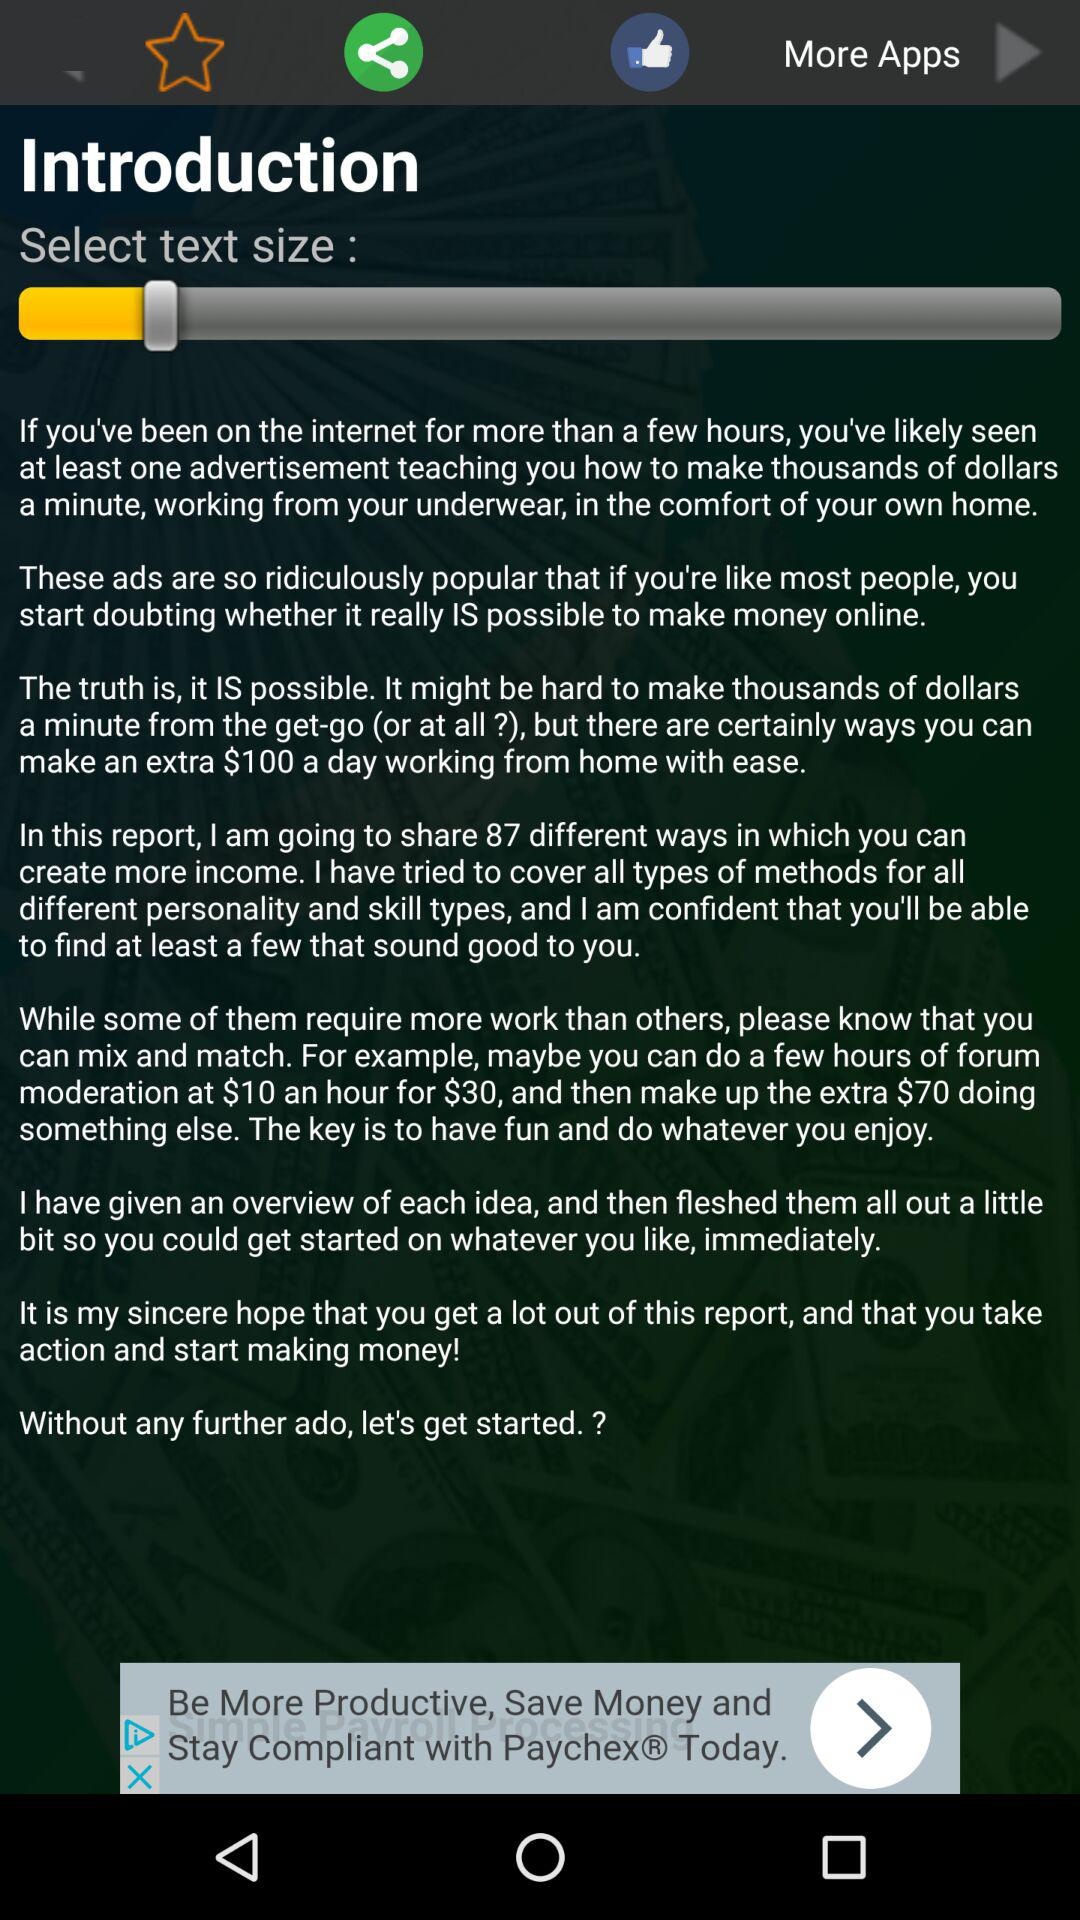 More Apps
Introduction
Select text size :
If you've been on the internet for more than a few hours, you've likely seen
at least one advertisement teaching you how to make thousands of dollars
a minute, working from your underwear, in the comfort of your own home.
These ads are so ridiculously popular that if you're like most people, you
start doubting whether it really IS possible to make money online.
The truth is, it IS possible. It might be hard to make thousands of dollars
a minute from the get-go (or at all ?), but there are certainly ways you can
make an extra $100 a day working from home with ease.
In this report, I am going to share 87 different ways in which you can
create more income. I have tried to cover all types of methods for all
different personality and skill types, and I am confident that you'll be able
to find at least a few that sound good to you.
While some of them require more work than others, please know that you
can mix and match. For example, maybe you can do a few hours of forum
moderation at $10 an hour for $30, and then make up the extra $70 doing
something else. The key is to have fun and do whatever you enjoy.
I have given an overview of each idea, and then fleshed them all out a little
bit so you could get started on whatever you like, immediately.
It is my sincere hope that you get a lot out of this report, and that you take
action and start making money!
Without any further ado, let's get started. ?
Be More Productive, Save Money and
Simple Payroll Processing
Stay Compliant with Paychex® Today.